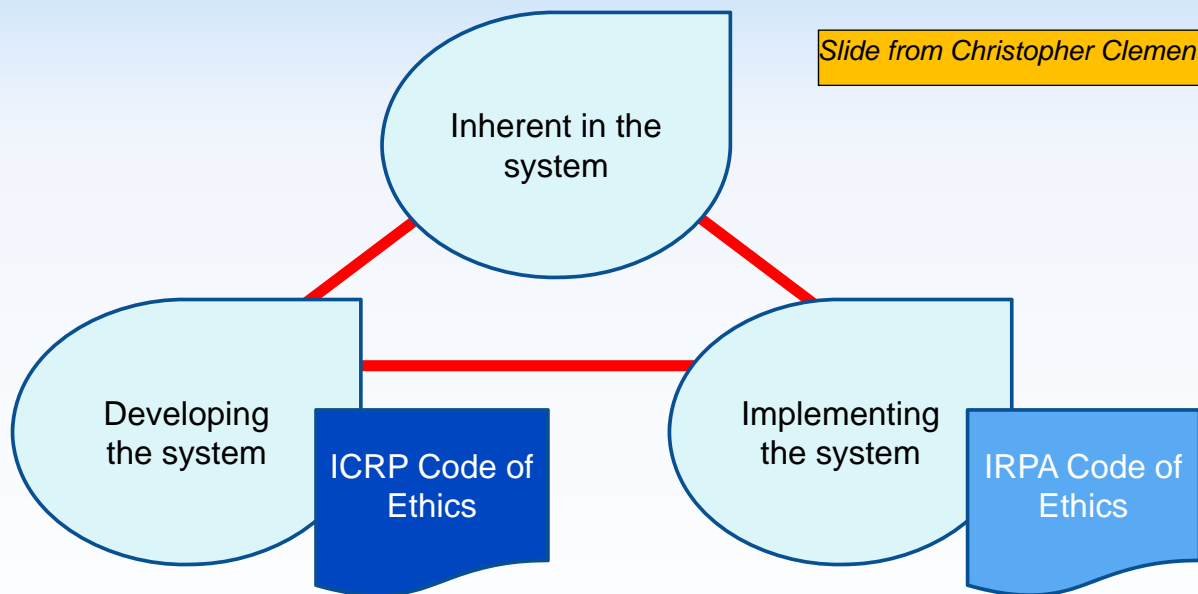 Slide from Christopher Clemen
Inherent in the
system
Developing
the system
ICRP Code of
Ethics
Implementing
the system
IRPA Code of
Ethics